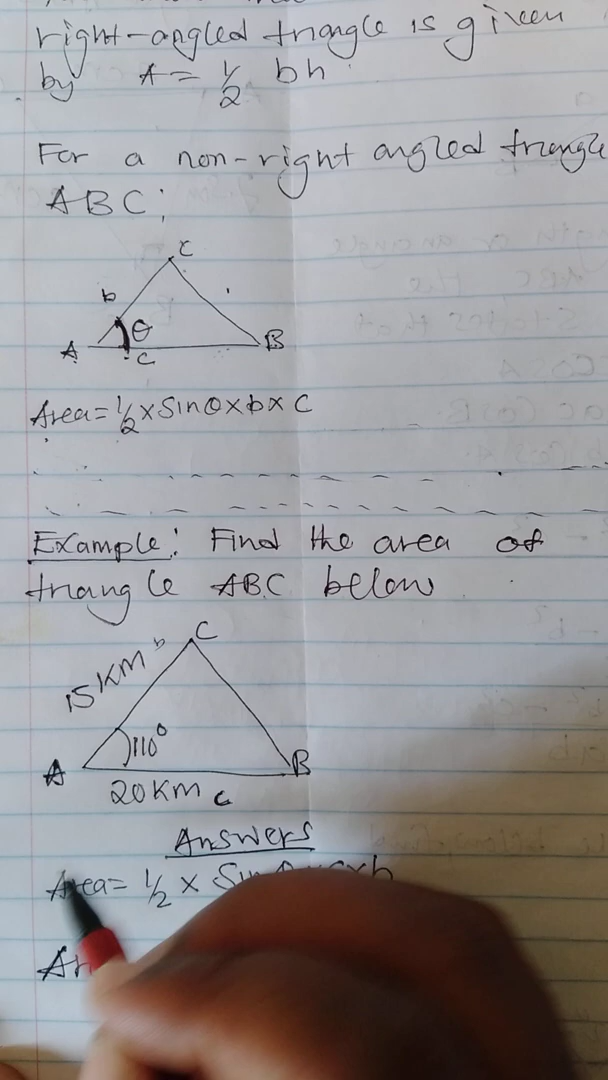 right-angled triangle is given
by A = 1/2 bh
For a non-right angled triangle
ABC;
C
b
θ
A
c
B
Area = 1/2 x Sinθ x b x C
Example: Find the area of
triangle ABC below
C
15KM b
110°
A
B
20KM c
Answers
Area = 1/2 x